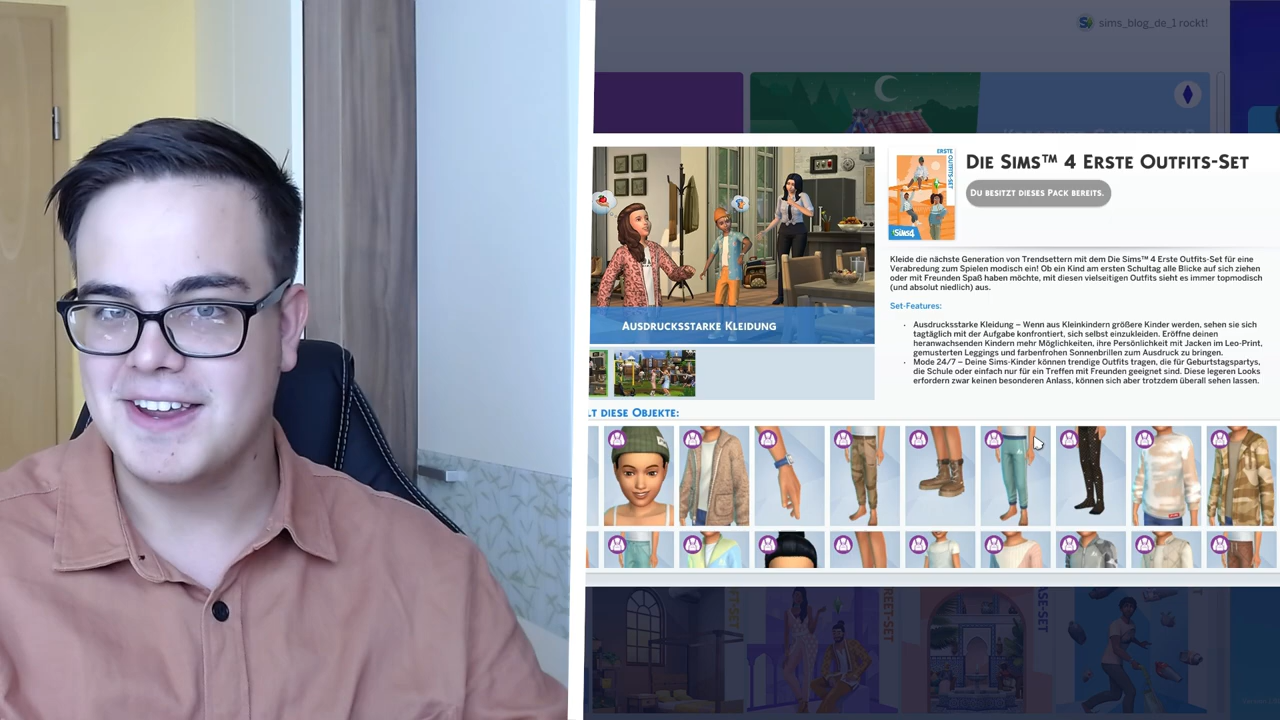 sims_blog_de_1 rockt!
ERSTE
OUTFITS-SET
Sims4
Die Sims™ 4 Erste Outfits-Set
Du besitzt dieses Pack bereits.
Kleide die nächste Generation von Trendsettern mit dem Die Sims™ 4 Erste Outfits-Set für eine
Verabredung zum Spielen modisch ein! Ob ein Kind am ersten Schultag alle Blicke auf sich ziehen
oder mit Freunden Spaß haben möchte, mit diesen vielseitigen Outfits sieht es immer topmodisch
(und absolut niedlich) aus.
Set-Features:
· Ausdrucksstarke Kleidung – Wenn aus Kleinkindern größere Kinder werden, sehen sie sich
tagtäglich mit der Aufgabe konfrontiert, sich selbst einzukleiden. Eröffne deinen
heranwachsenden Kindern mehr Möglichkeiten, ihre Persönlichkeit mit Jacken im Leo-Print,
gemusterten Leggings und farbenfrohen Sonnenbrillen zum Ausdruck zu bringen.
· Mode 24/7 – Deine Sims-Kinder können trendige Outfits tragen, die für Geburtstagspartys,
die Schule oder einfach nur für ein Treffen mit Freunden geeignet sind. Diese legeren Looks
erfordern zwar keinen besonderen Anlass, können sich aber trotzdem überall sehen lassen.
Ausdrucksstarke Kleidung
LT DIESE OBJEKTE: